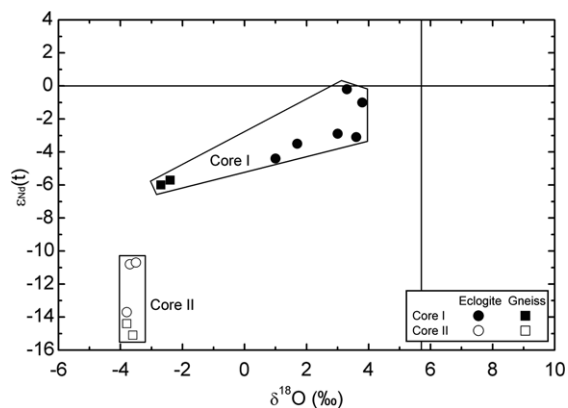 4
2
0
-2
-4
-6
-8
-10
-12
-14
-16
εNd(t)
Core I
Core II
Eclogite Gneiss
Core I
Core II
-6 -4 -2 0 2 4 6 8 10
δ18O (‰)